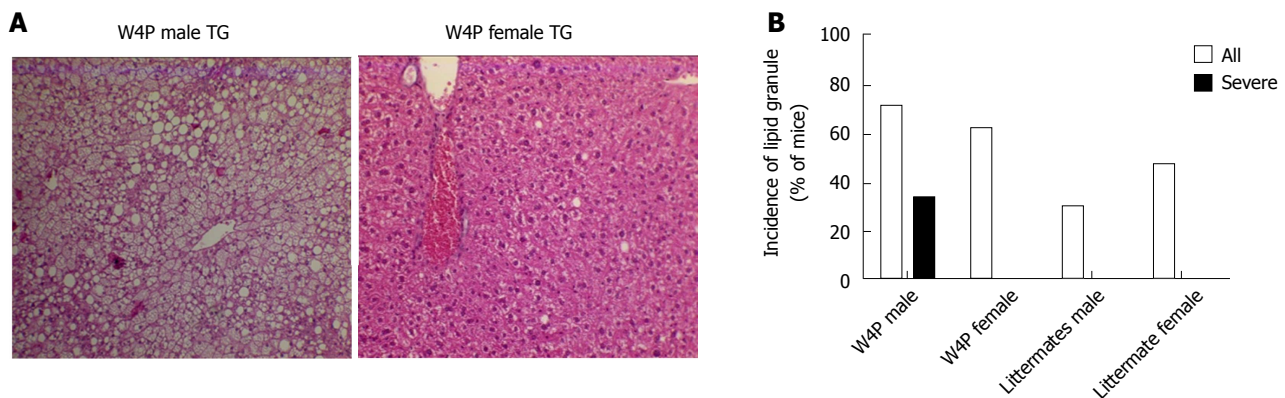 A
W4P male TG
W4P female TG
B
Incidence of lipid granule
(% of mice)
100
80
60
40
20
0
All
Severe
W4P male
W4P female
Littermates male
Littermate female